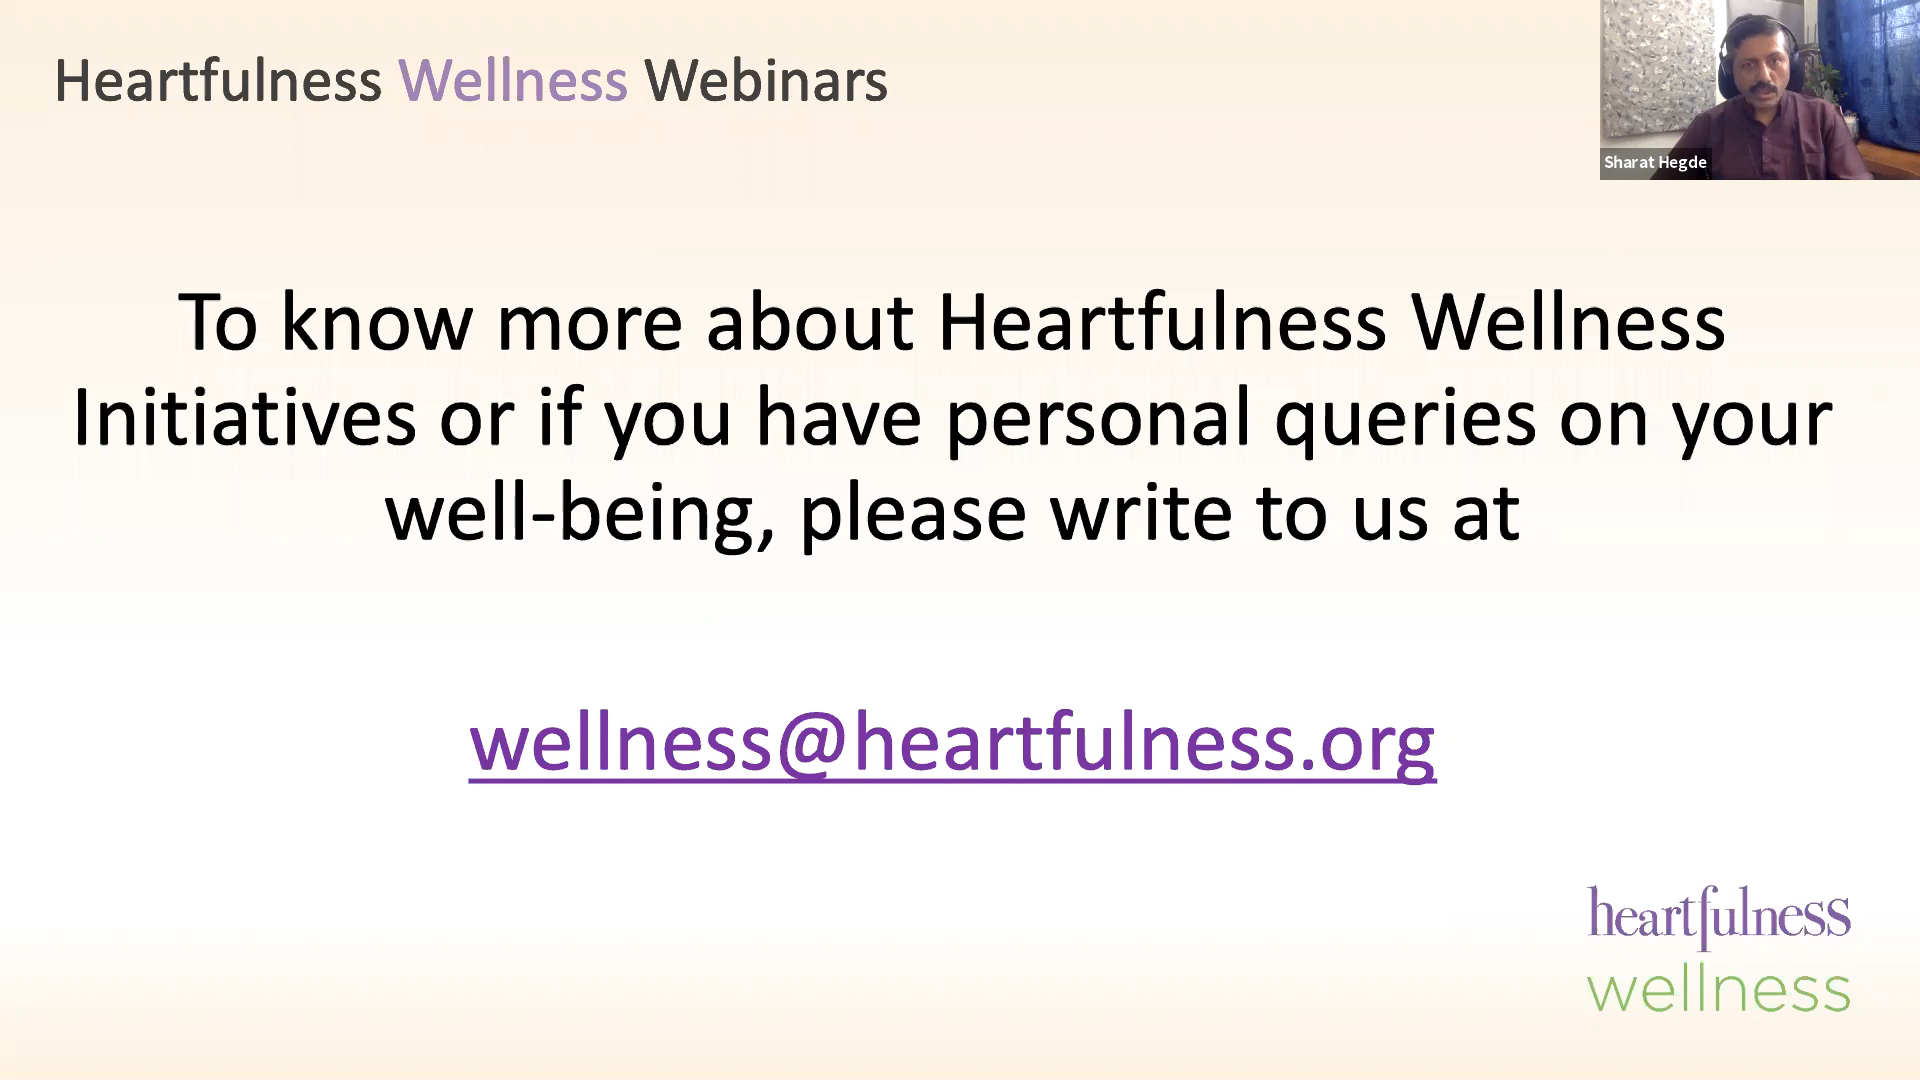 Heartfulness Wellness Webinars
Sharat Hegde
To know more about Heartfulness Wellness
Initiatives or if you have personal queries on your
well-being, please write to us at
wellness@heartfulness.org
heartfulness
wellness